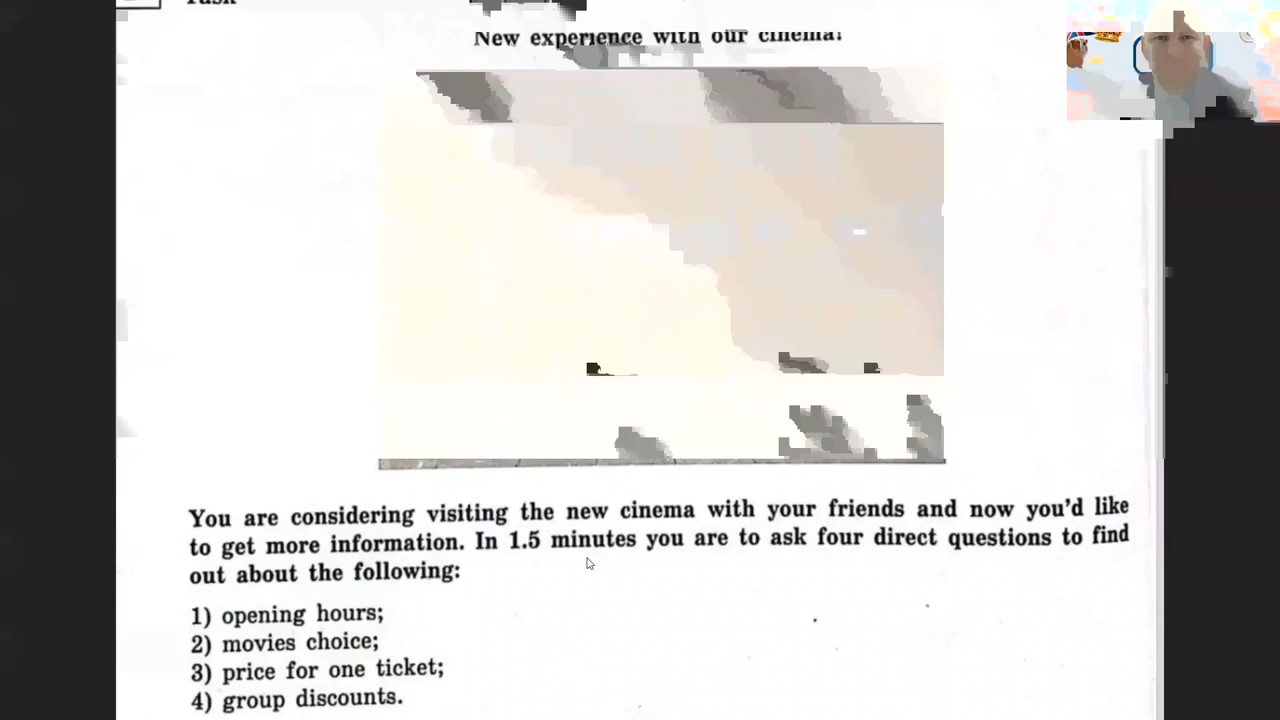 Task
New experience with our cinema!
You are considering visiting the new cinema with your friends and now you'd like
to get more information. In 1.5 minutes you are to ask four direct questions to find
out about the following:
1) opening hours;
2) movies choice;
3) price for one ticket;
4) group discounts.